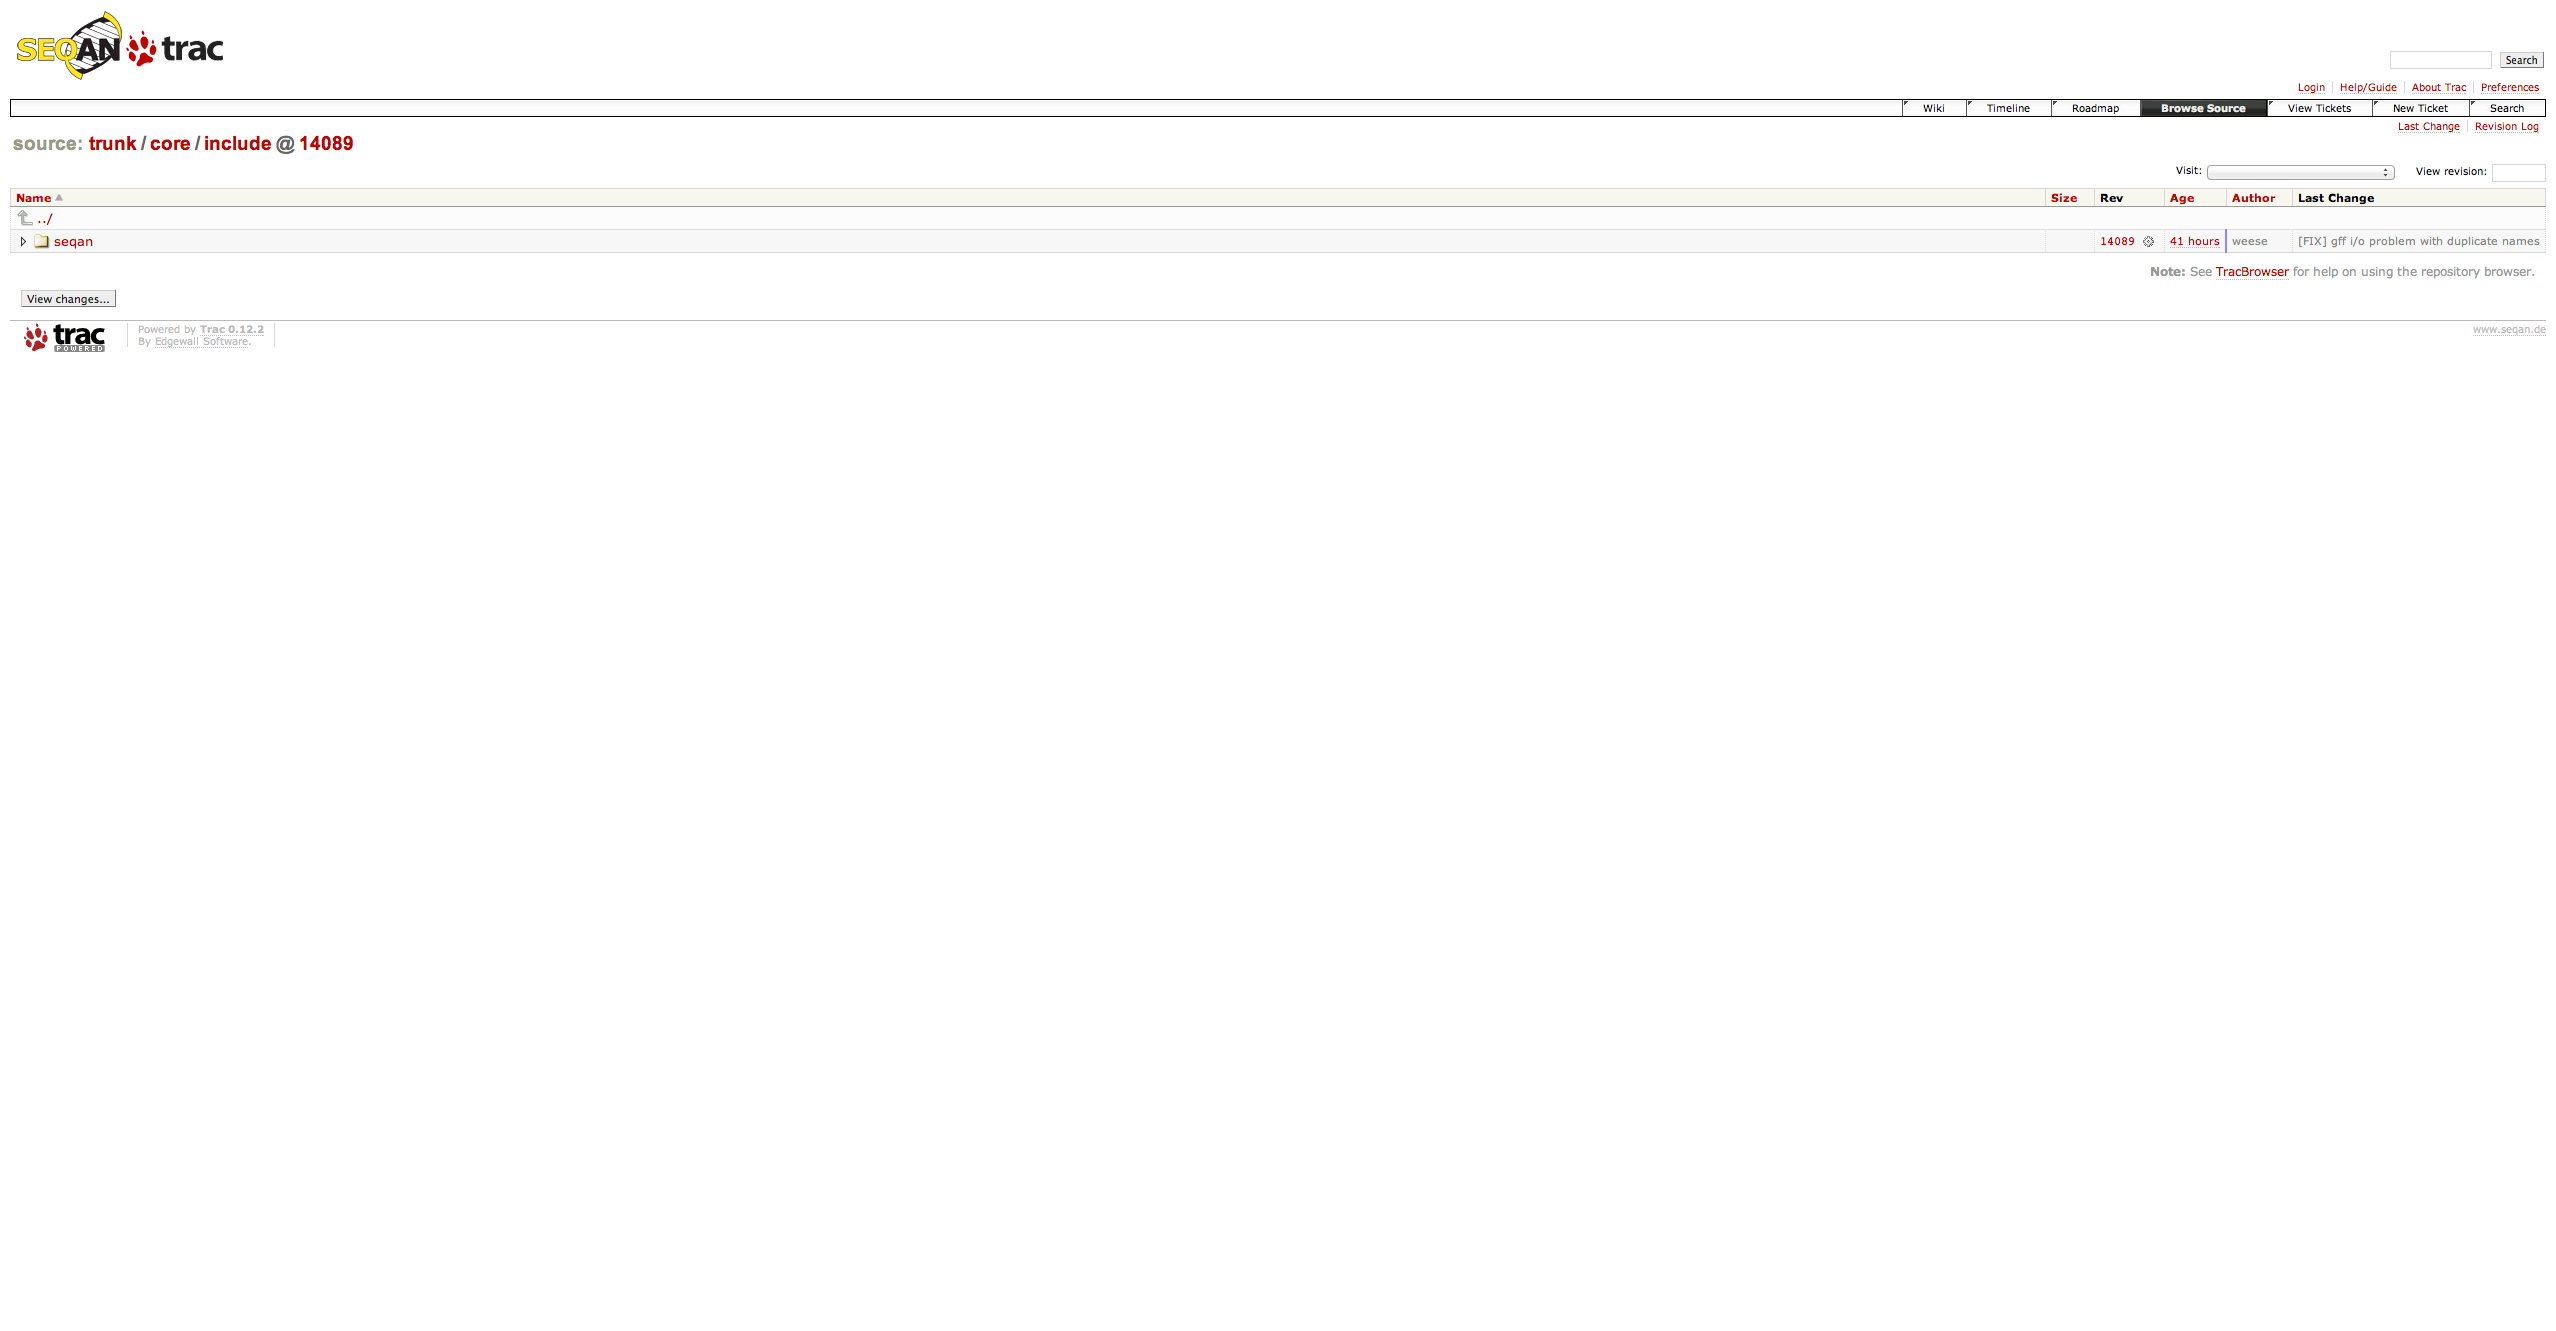 SEQAN trac
Search
Login Help/Guide About Trac Preferences
Wiki Timeline Roadmap Browse Source View Tickets New Ticket Search
Last Change Revision Log
source: trunk / core / include @ 14089
Visit: View revision:
Name Size Rev Age Author Last Change
../
seqan 14089 41 hours weese [FIX] gff i/o problem with duplicate names
Note: See TracBrowser for help on using the repository browser.
View changes...
trac POWERED
Powered by Trac 0.12.2
By Edgewall Software.
www.seqan.de